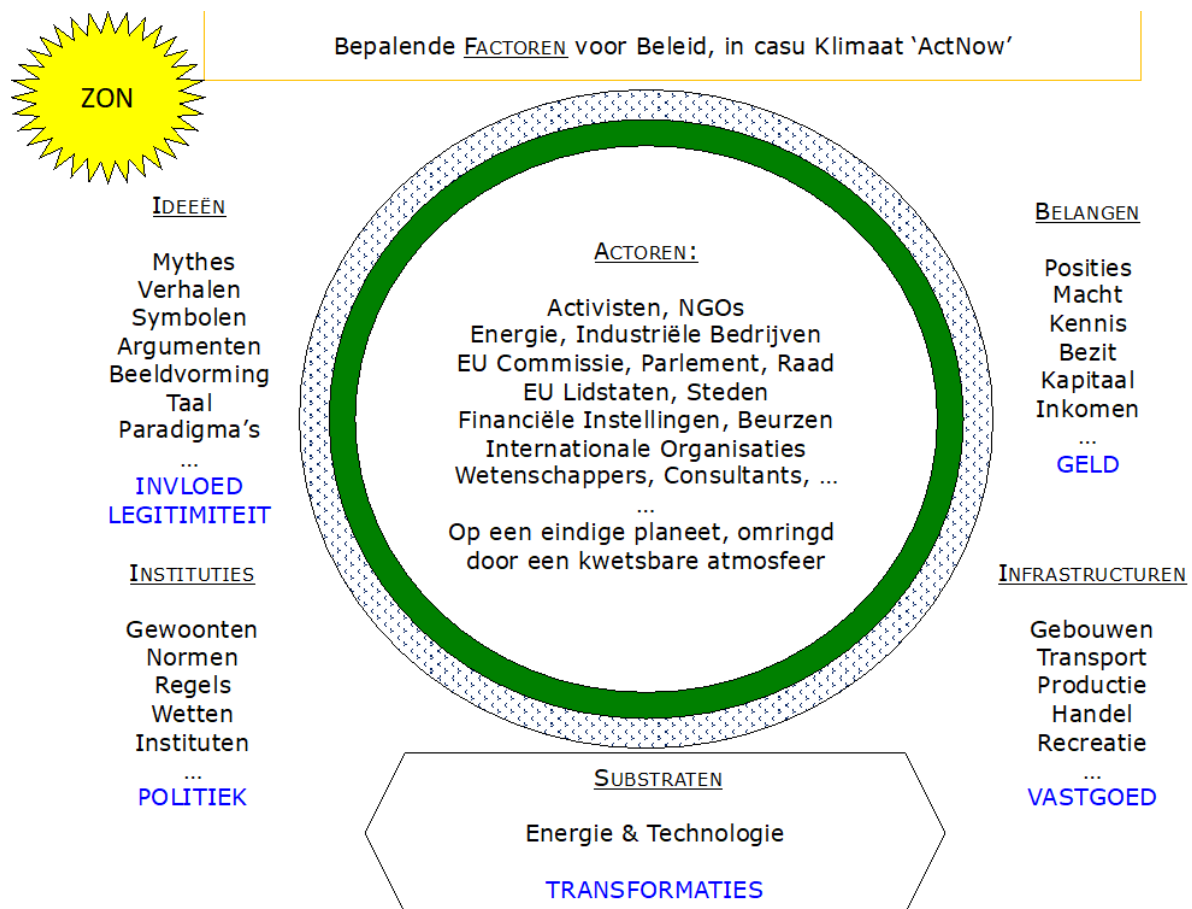 Bepalende FACTOREN voor Beleid, in casu Klimaat ‘ActNow’
ZON
IDEEËN
Mythes
Verhalen
Symbolen
Argumenten
Beeldvorming
Taal
Paradigma’s
...
INVLOED
LEGITIMITEIT
INSTITUTIES
Gewoonten
Normen
Regels
Wetten
Instituten
...
POLITIEK
ACTOREN:
Activisten, NGOs
Energie, Industriële Bedrijven
EU Commissie, Parlement, Raad
EU Lidstaten, Steden
Financiële Instellingen, Beurzen
Internationale Organisaties
Wetenschappers, Consultants, ...
...
Op een eindige planeet, omringd
door een kwetsbare atmosfeer
BELANGEN
Posities
Macht
Kennis
Bezit
Kapitaal
Inkomen
...
GELD
INFRASTRUCTUREN
Gebouwen
Transport
Productie
Handel
Recreatie
...
VASTGOED
SUBSTRATEN
Energie & Technologie
TRANSFORMATIES